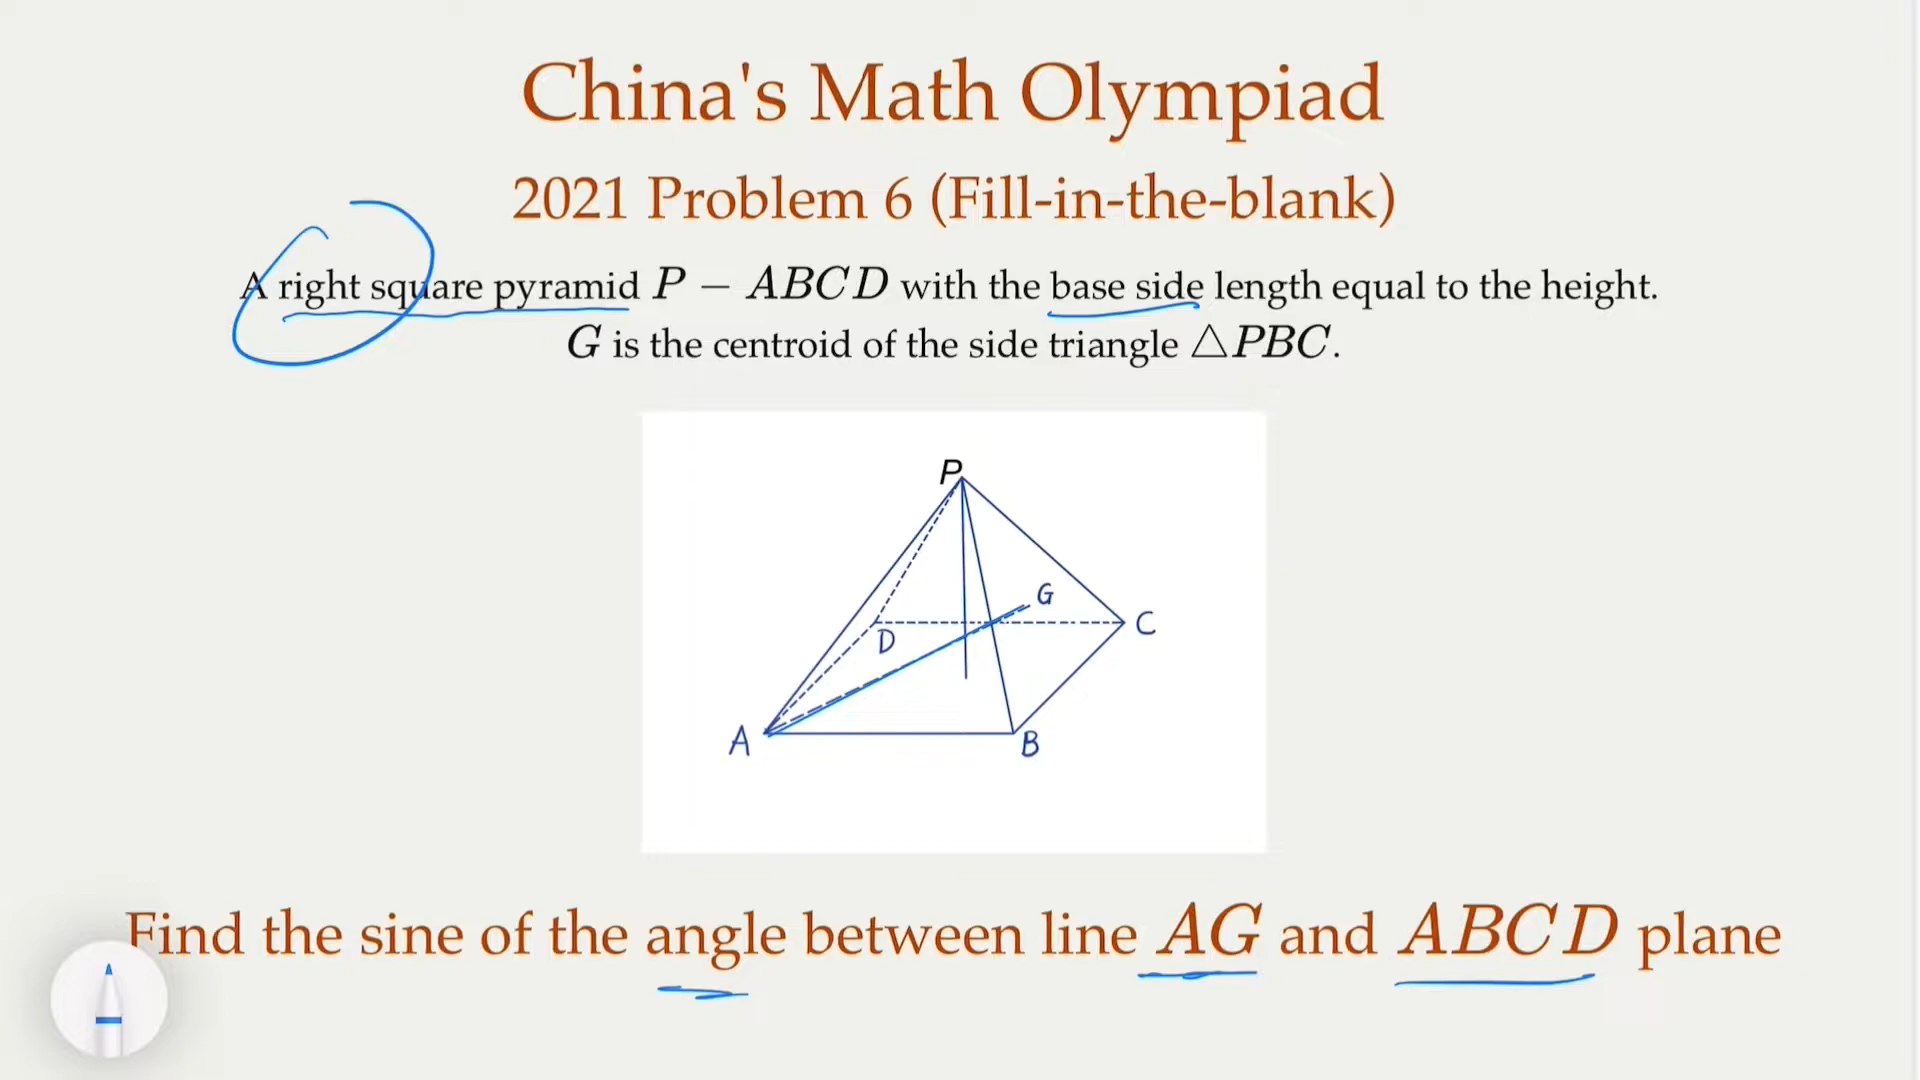 China's Math Olympiad
2021 Problem 6 (Fill-in-the-blank)
A right square pyramid P − ABCD with the base side length equal to the height.
G is the centroid of the side triangle △PBC.
P
G
D
C
A
B
Find the sine of the angle between line AG and ABCD plane